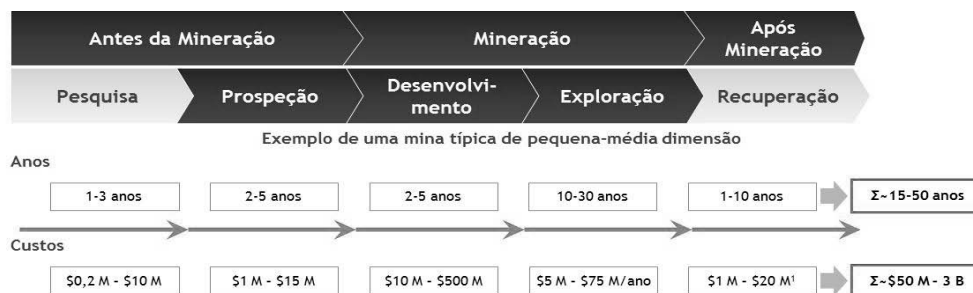 Antes da Mineração
Mineração
Após
Mineração
Pesquisa
Prospeção
Desenvolvi-
mento
Exploração
Recuperação
Exemplo de uma mina típica de pequena-média dimensão
Anos
1-3 anos
2-5 anos
2-5 anos
10-30 anos
1-10 anos
Σ~15-50 anos
Custos
$0,2 M - $10 M
$1 M - $15 M
$10 M - $500 M
$5 M - $75 M/ano
$1 M - $20 M¹
Σ~$50 M - 3 B